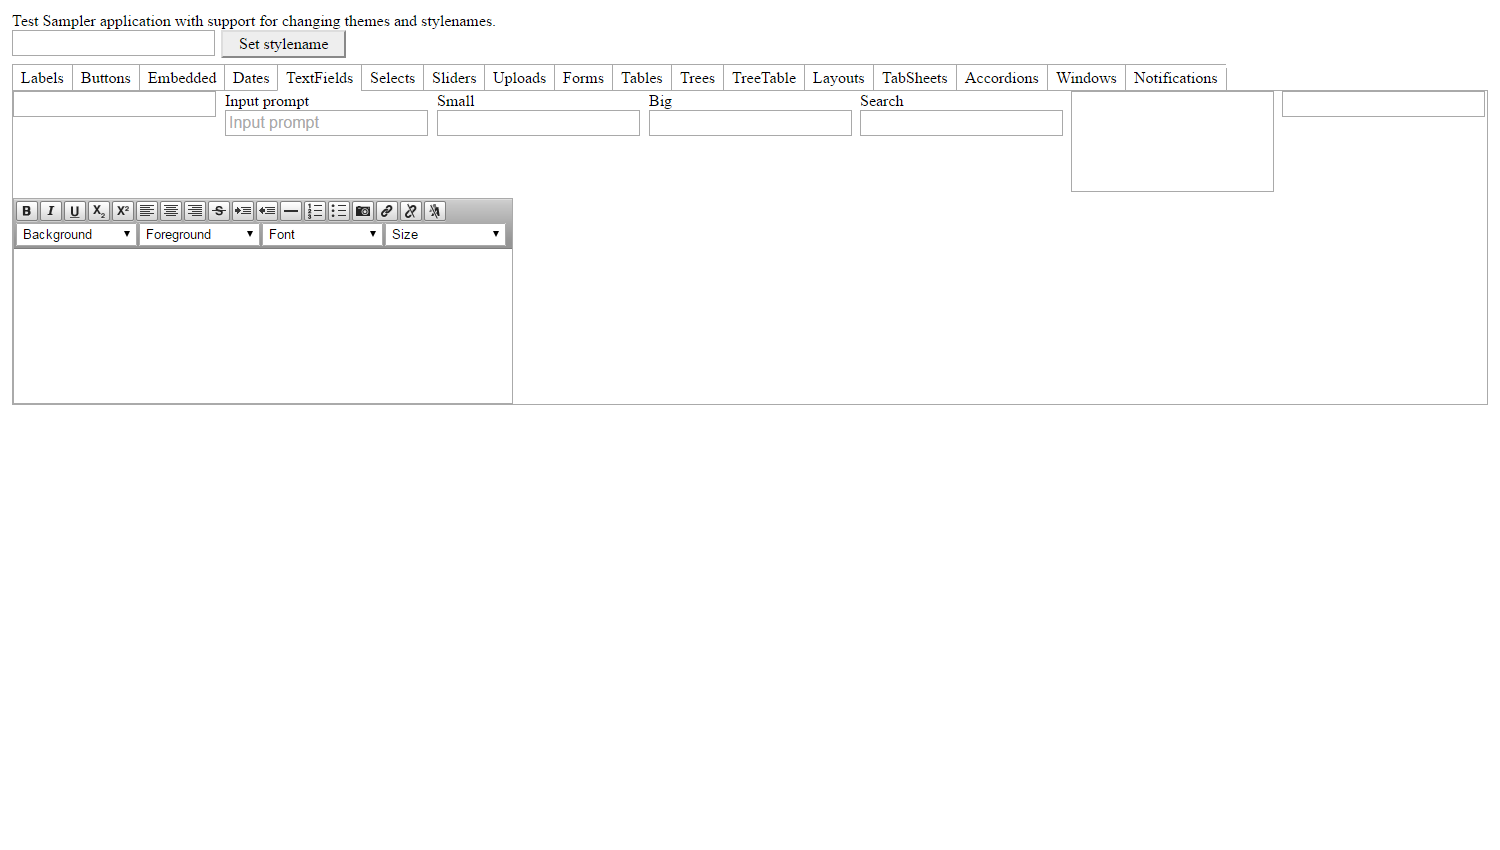 Test Sampler application with support for changing themes and stylenames.
Set stylename
Labels Buttons Embedded Dates TextFields Selects Sliders Uploads Forms Tables Trees TreeTable Layouts TabSheets Accordions Windows Notifications
Input prompt Small Big Search
Input prompt
B I U X₂ X² S
Background Foreground Font Size